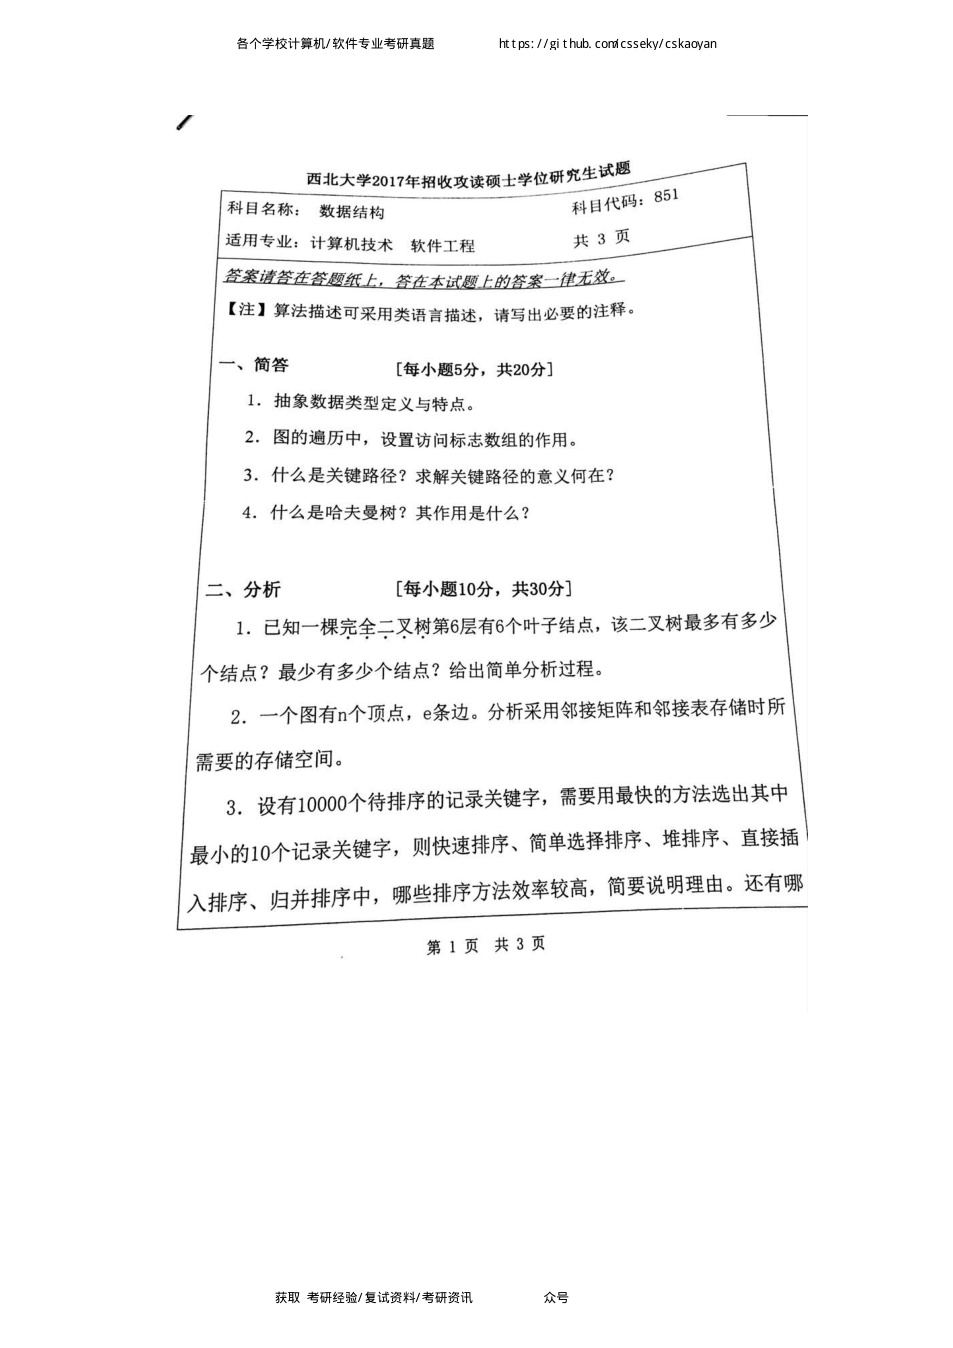 各个学校计算机/软件专业考研真题 https://github.com/csseky/cskaoyan
西北大学2017年招收攻读硕士学位研究生试题
科目名称： 数据结构 科目代码：851
适用专业：计算机技术 软件工程 共 3 页
答案请答在答题纸上，答在本试题上的答案一律无效。
【注】算法描述可采用类语言描述，请写出必要的注释。
一、简答 [每小题5分，共20分]
1. 抽象数据类型定义与特点。
2. 图的遍历中，设置访问标志数组的作用。
3. 什么是关键路径？求解关键路径的意义何在？
4. 什么是哈夫曼树？其作用是什么？
二、分析 [每小题10分，共30分]
1. 已知一棵完全二叉树第6层有6个叶子结点，该二叉树最多有多少
个结点？最少有多少个结点？给出简单分析过程。
2. 一个图有n个顶点，e条边。分析采用邻接矩阵和邻接表存储时所
需要的存储空间。
3. 设有10000个待排序的记录关键字，需要用最快的方法选出其中
最小的10个记录关键字，则快速排序、简单选择排序、堆排序、直接插
入排序、归并排序中，哪些排序方法效率较高，简要说明理由。还有哪
第 1 页 共 3 页
获取 考研经验/复试资料/考研资讯 众号